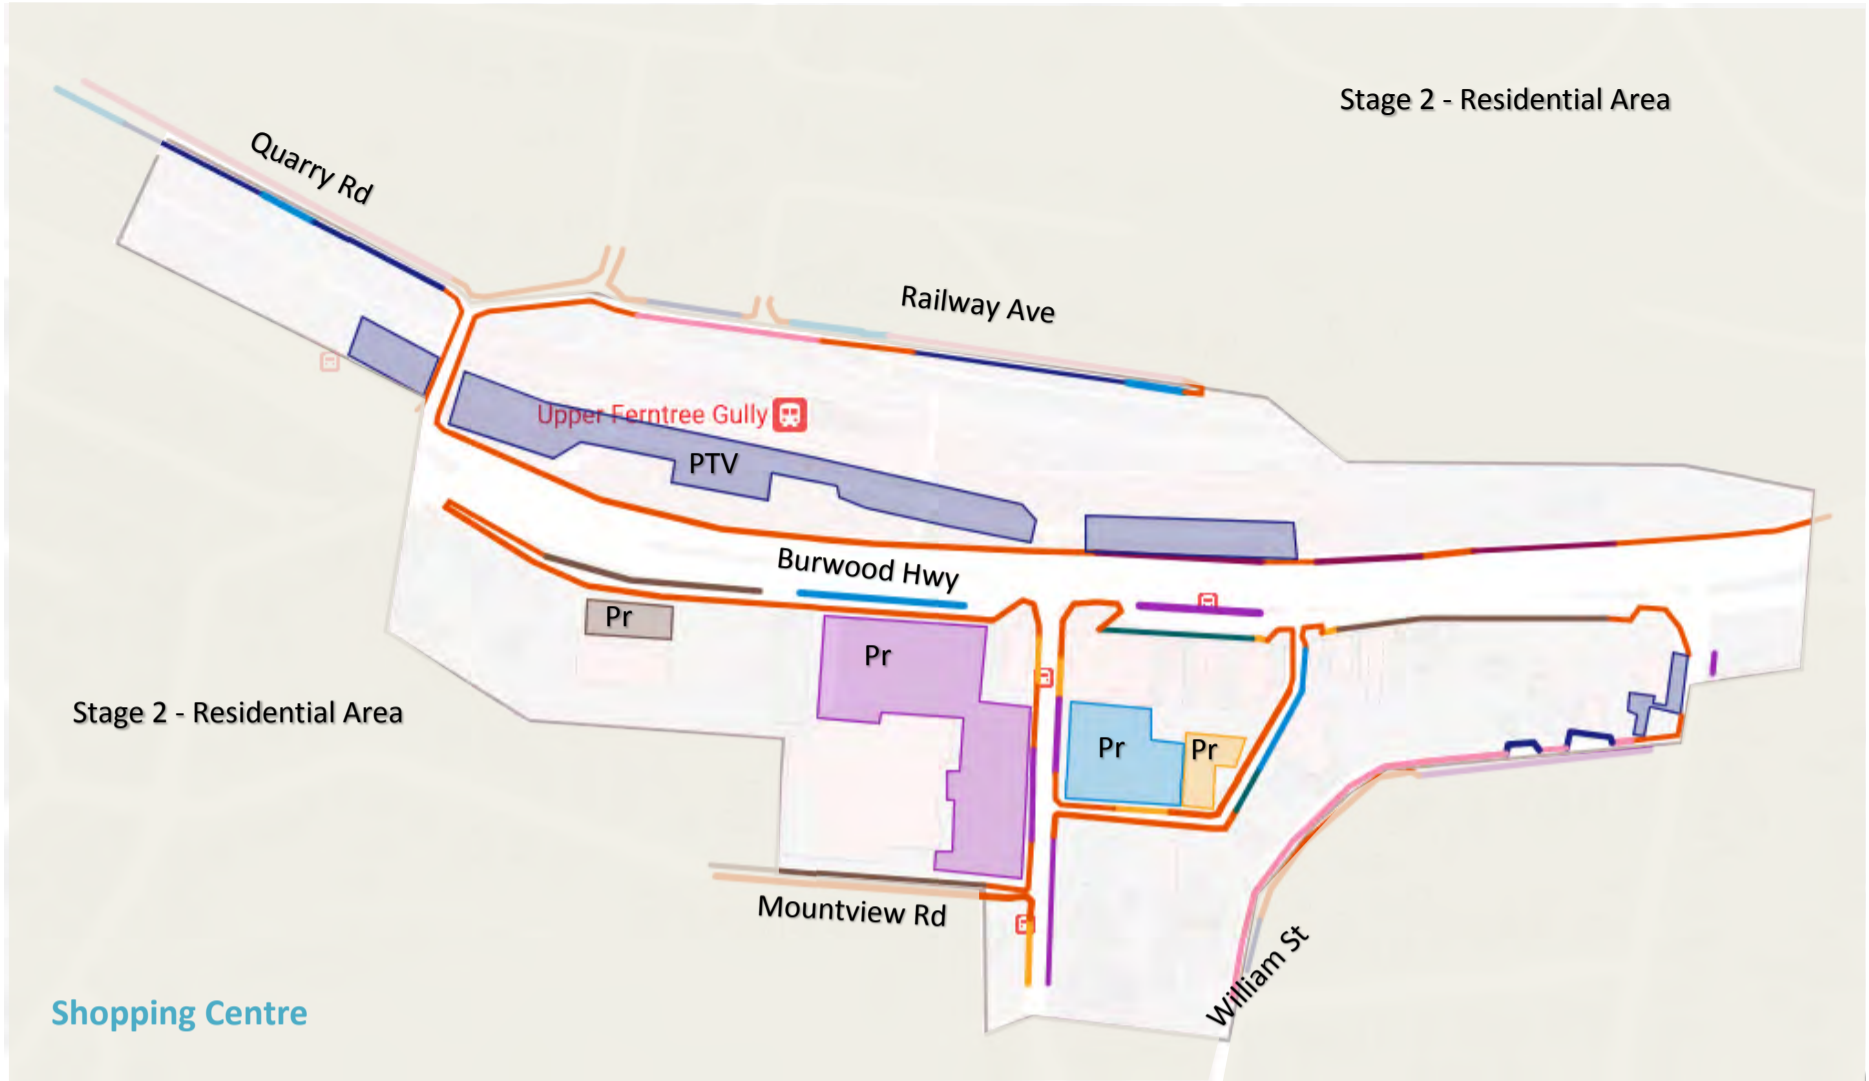 Stage 2 - Residential Area
Quarry Rd
Railway Ave
Upper Ferntree Gully
PTV
Burwood Hwy
Pr
Pr
Stage 2 - Residential Area
Pr
Pr
Mountview Rd
William St
Shopping Centre